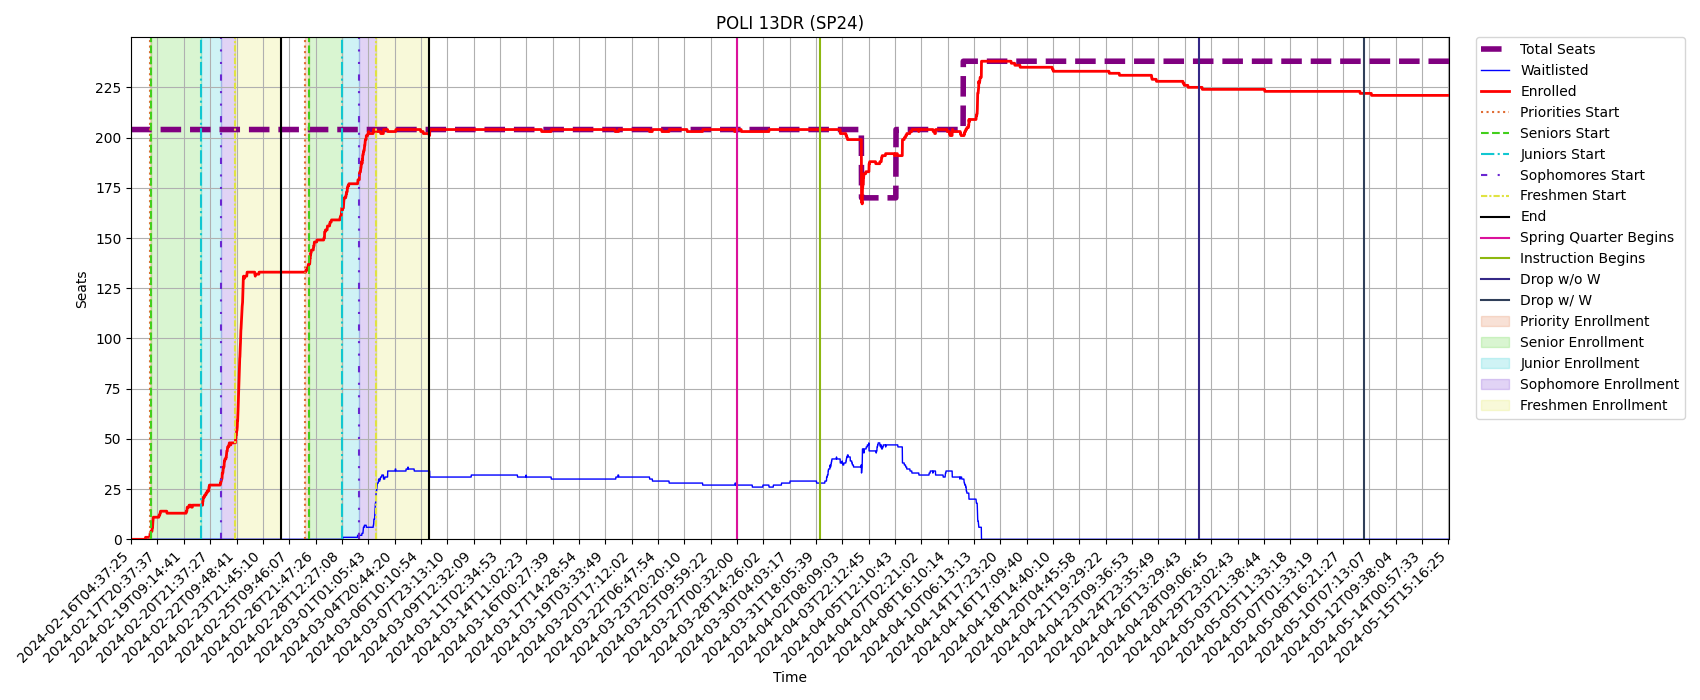 POLI 13DR (SP24)
Seats
225
200
175
150
125
100
75
50
25
0
2024-02-16T04:37:25
2024-02-17T20:37:37
2024-02-19T09:14:41
2024-02-20T21:37:27
2024-02-22T09:48:41
2024-02-23T21:45:10
2024-02-25T09:46:07
2024-02-26T21:47:26
2024-02-28T12:27:08
2024-03-01T01:05:43
2024-03-04T20:44:20
2024-03-06T10:10:54
2024-03-07T23:13:10
2024-03-09T12:32:09
2024-03-11T02:34:53
2024-03-14T11:02:23
2024-03-16T00:27:39
2024-03-17T14:28:54
2024-03-19T03:33:49
2024-03-20T17:12:02
2024-03-22T06:47:54
2024-03-23T20:20:16
2024-03-25T09:59:22
2024-03-27T00:32:00
2024-03-28T14:26:02
2024-03-30T04:03:17
2024-03-31T18:05:39
2024-04-02T08:09:03
2024-04-03T22:12:45
2024-04-05T12:10:43
2024-04-07T02:21:02
2024-04-08T16:10:14
2024-04-10T06:13:13
2024-04-14T17:23:20
2024-04-16T17:09:40
2024-04-18T14:40:10
2024-04-20T04:45:58
2024-04-21T19:29:22
2024-04-23T09:36:53
2024-04-24T23:35:49
2024-04-26T13:29:43
2024-04-28T09:06:45
2024-04-29T23:02:43
2024-05-03T21:38:44
2024-05-05T11:33:18
2024-05-07T01:33:19
2024-05-08T16:21:27
2024-05-10T07:13:07
2024-05-12T09:38:04
2024-05-14T00:57:33
2024-05-15T15:16:25
Time
Total Seats
Waitlisted
Enrolled
Priorities Start
Seniors Start
Juniors Start
Sophomores Start
Freshmen Start
End
Spring Quarter Begins
Instruction Begins
Drop w/o W
Drop w/ W
Priority Enrollment
Senior Enrollment
Junior Enrollment
Sophomore Enrollment
Freshmen Enrollment